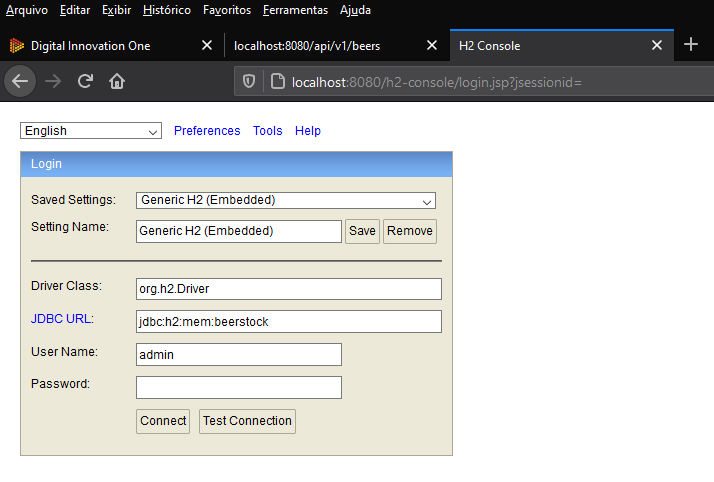 Arquivo Editar Exibir Histórico Favoritos Ferramentas Ajuda
Digital Innovation One localhost:8080/api/v1/beers H2 Console
localhost:8080/h2-console/login.jsp?jsessionid=
English Preferences Tools Help
Login
Saved Settings: Generic H2 (Embedded)
Setting Name: Generic H2 (Embedded) Save Remove
Driver Class: org.h2.Driver
JDBC URL: jdbc:h2:mem:beerstock
User Name: admin
Password:
Connect Test Connection